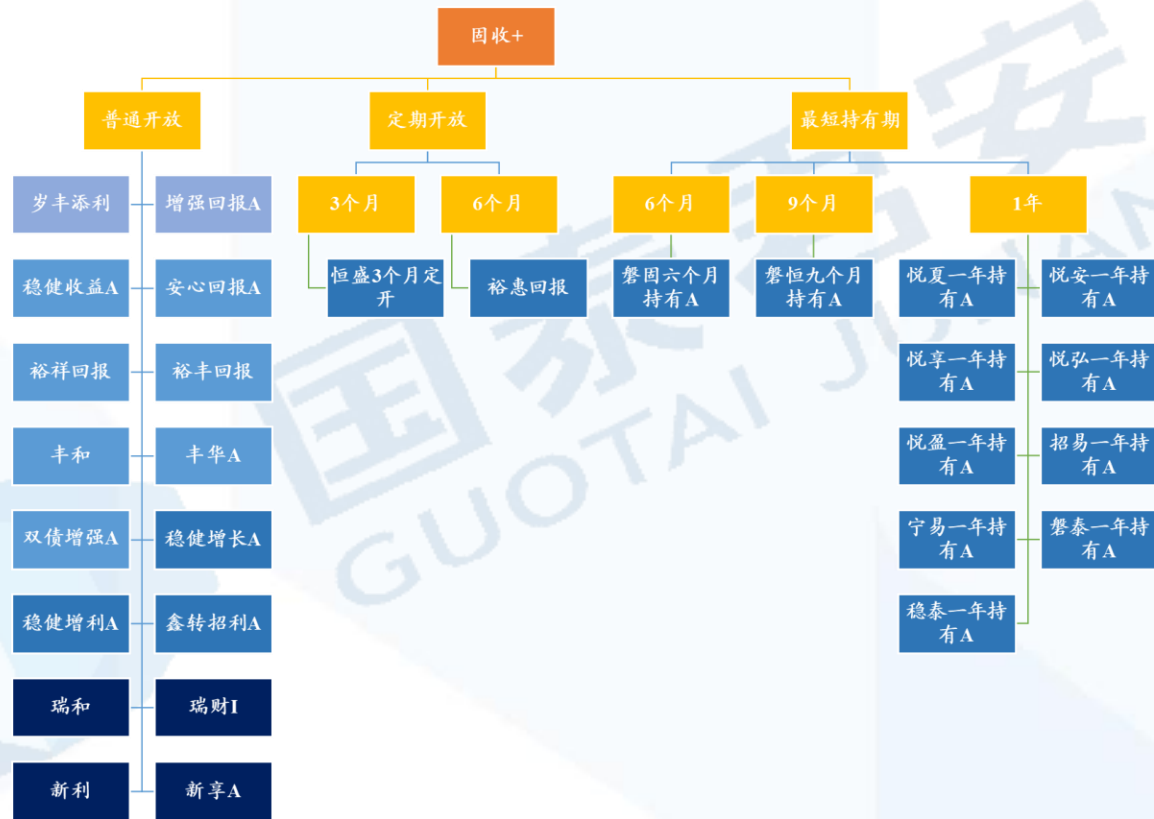 固收+
普通开放
定期开放
最短持有期
岁丰添利
增强回报A
3个月
6个月
6个月
9个月
1年
稳健收益A
安心回报A
恒盛3个月定
开
裕惠回报
磐固六个月
持有A
磐恒九个月
持有A
悦夏一年持
有A
悦安一年持
有A
裕祥回报
裕丰回报
悦享一年持
有A
悦弘一年持
有A
丰和
丰华A
悦盈一年持
有A
招易一年持
有A
双债增强A
稳健增长A
宁易一年持
有A
磐泰一年持
有A
稳健增利A
鑫转招利A
稳泰一年持
有A
瑞和
瑞财I
新利
新享A
国泰君安
GUOTAI JUNAN